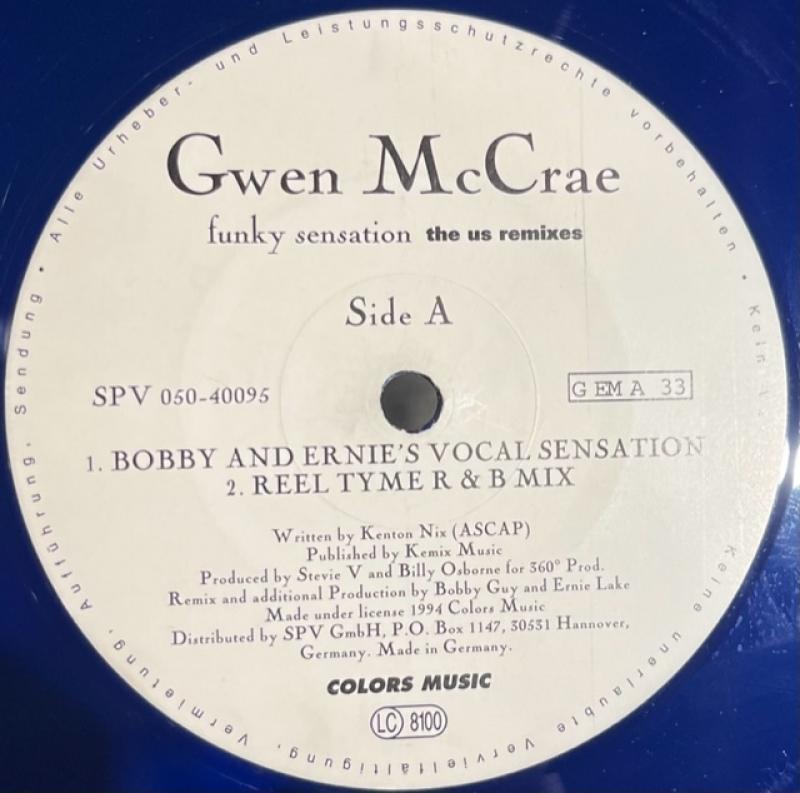 Gwen McCrae
funky sensation the us remixes
Side A
SPV 050-40095
GEMA 33
1. BOBBY AND ERNIE'S VOCAL SENSATION
2. REEL TYME R & B MIX
Written by Kenton Nix (ASCAP)
Published by Kemix Music
Produced by Stevie V and Billy Osborne for 360° Prod.
Remix and additional Production by Bobby Guy and Ernie Lake
Made under license 1994 Colors Music
Distributed by SPV GmbH, P.O. Box 1147, 30531 Hannover,
Germany. Made in Germany.
COLORS MUSIC
LC 8100
Alle Urheber- und Leistungsschutzrechte vorbehalten • Kein
Keine unerlaubte Vervielfältigung, Vermietung, Aufführung, Sendung •